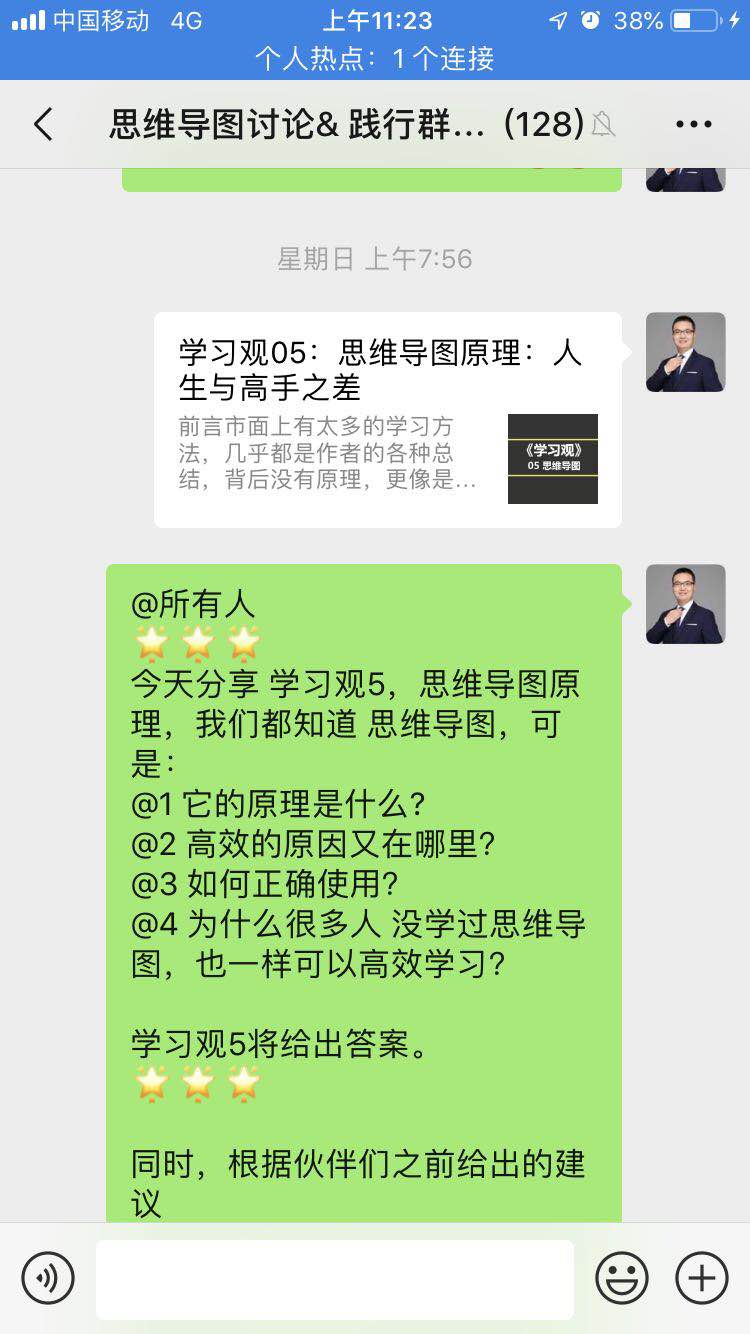 中国移动 4G 上午11:23 38%
个人热点：1 个连接
思维导图讨论& 践行群... (128)
星期日 上午7:56
学习观05：思维导图原理：人
生与高手之差
前言市面上有太多的学习方
法，几乎都是作者的各种总
结，背后没有原理，更像是...
《学习观》
05 思维导图
@所有人
今天分享 学习观5，思维导图原
理，我们都知道 思维导图，可
是：
@1 它的原理是什么?
@2 高效的原因又在哪里?
@3 如何正确使用?
@4 为什么很多人 没学过思维导
图，也一样可以高效学习?
学习观5将给出答案。
同时，根据伙伴们之前给出的建
议